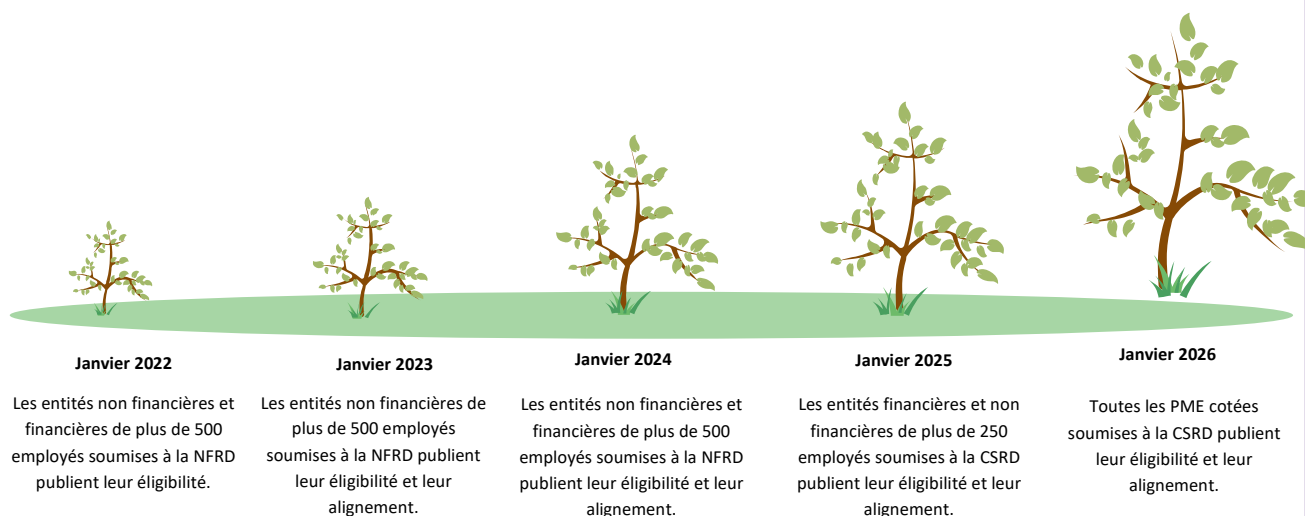 Janvier 2022
Les entités non financières et
financières de plus de 500
employés soumises à la NFRD
publient leur éligibilité.
Janvier 2023
Les entités non financières de
plus de 500 employés
soumises à la NFRD publient
leur éligibilité et leur
alignement.
Janvier 2024
Les entités non financières et
financières de plus de 500
employés soumises à la NFRD
publient leur éligibilité et leur
alignement.
Janvier 2025
Les entités financières et non
financières de plus de 250
employés soumises à la CSRD
publient leur éligibilité et leur
alignement.
Janvier 2026
Toutes les PME cotées
soumises à la CSRD publient
leur éligibilité et leur
alignement.